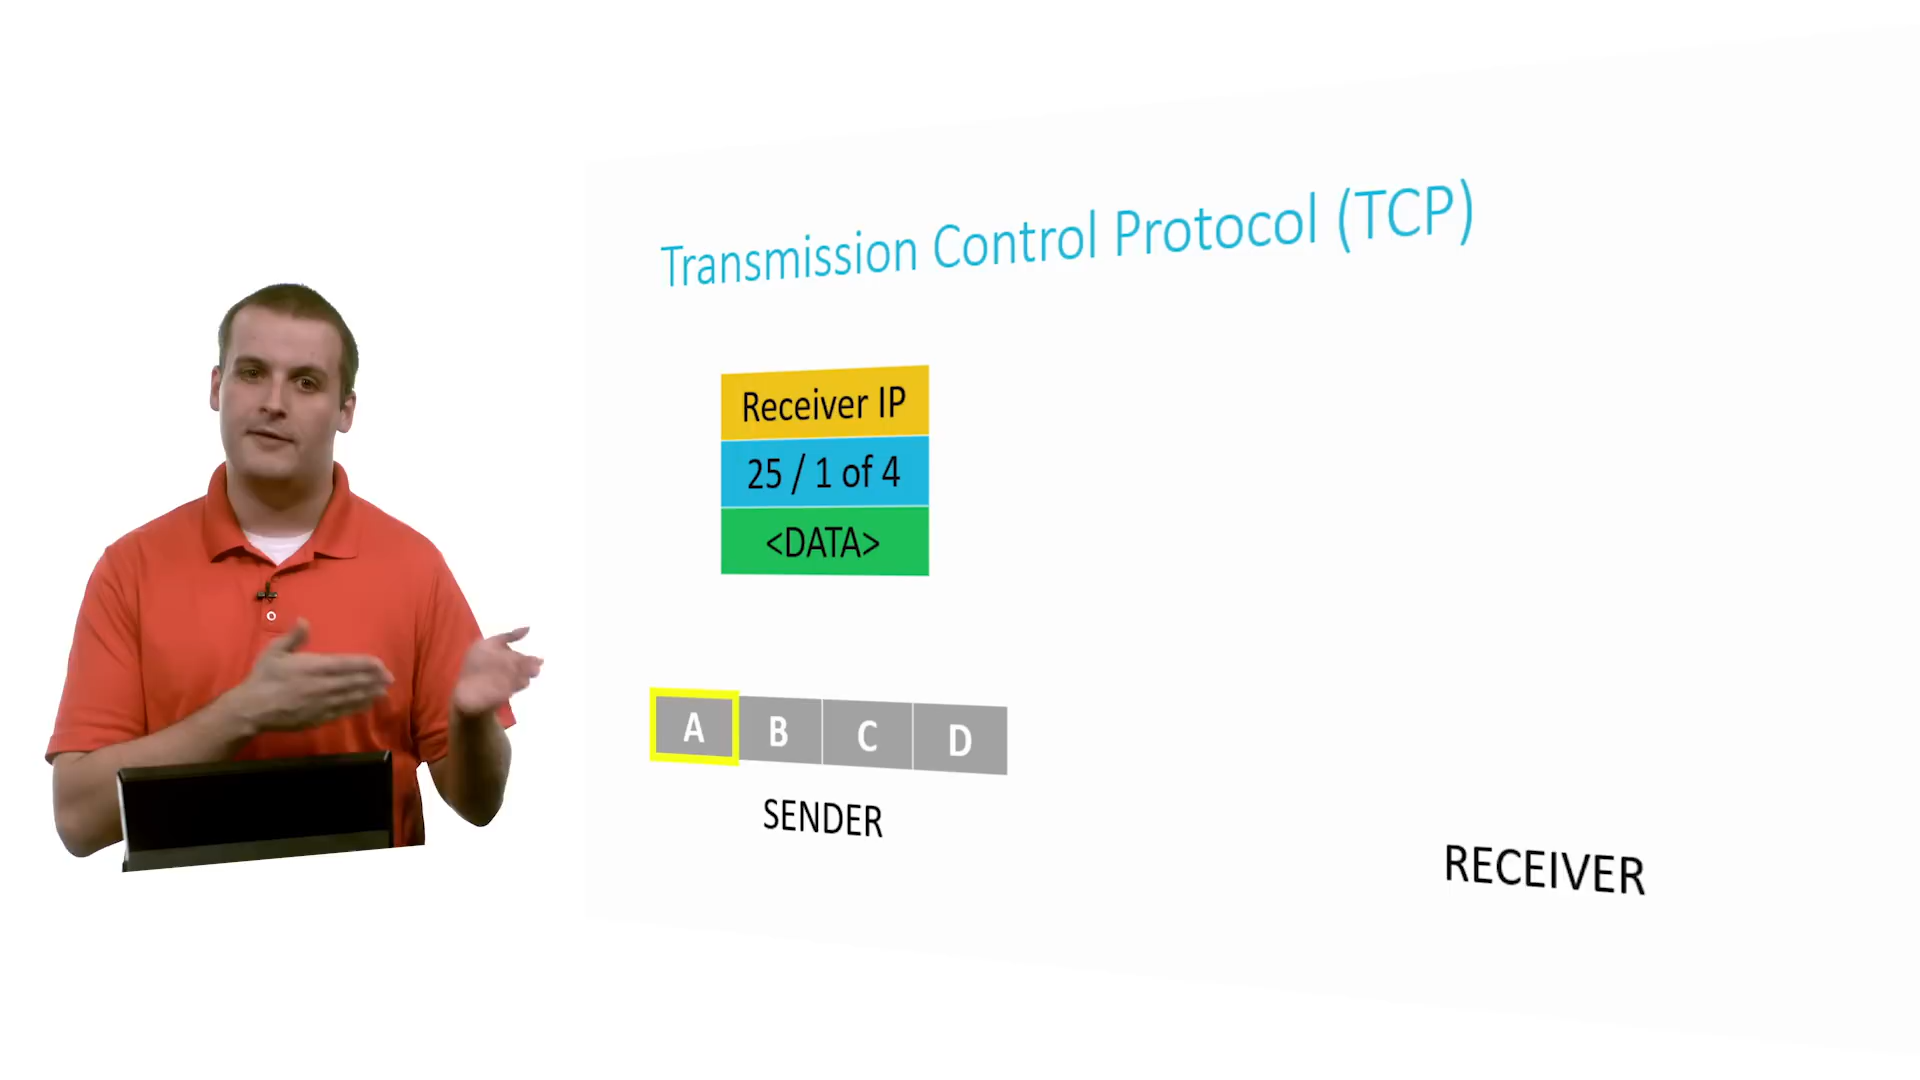 Transmission Control Protocol (TCP)
Receiver IP
25 / 1 of 4
<DATA>
A B C D
SENDER
RECEIVER